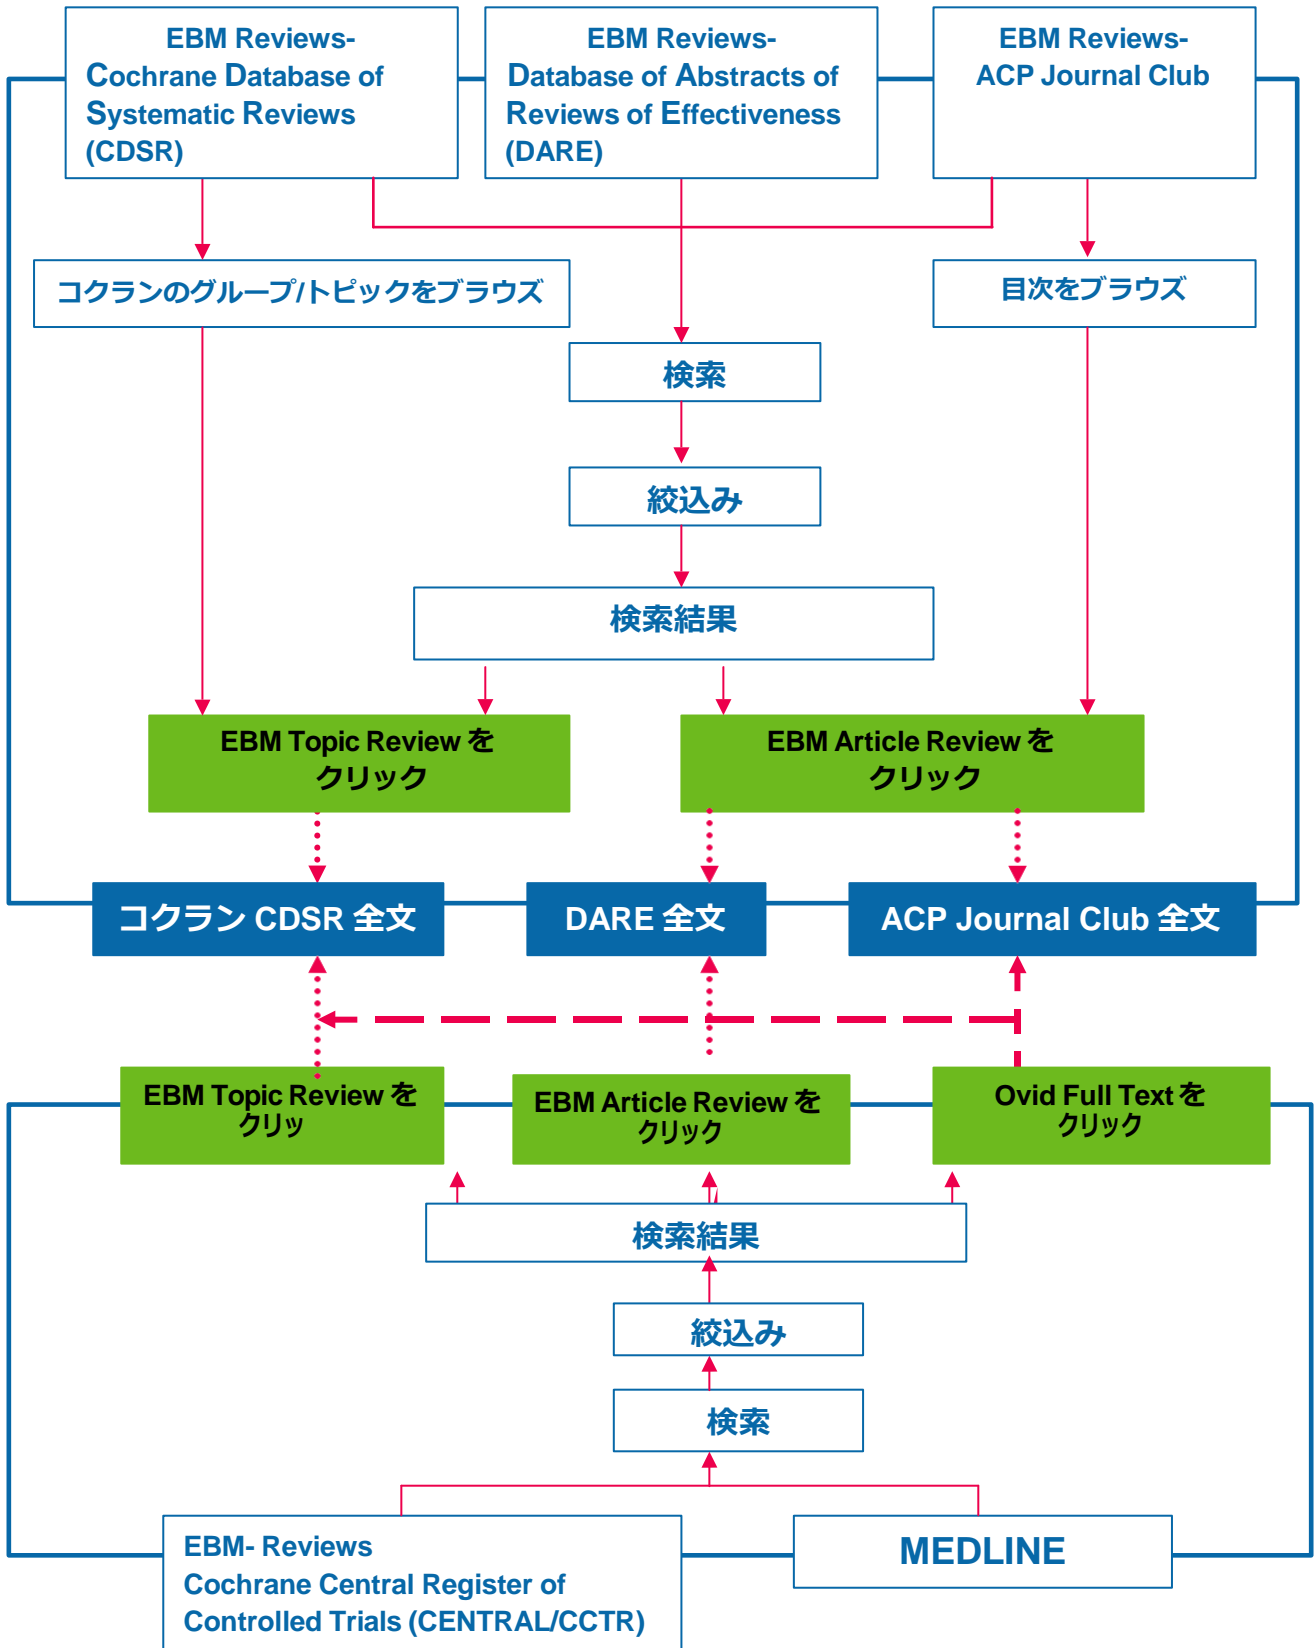 EBM Reviews-
Cochrane Database of
Systematic Reviews
(CDSR)
EBM Reviews-
Database of Abstracts of
Reviews of Effectiveness
(DARE)
EBM Reviews-
ACP Journal Club
コクランのグループ/トピックをブラウズ
目次をブラウズ
検索
絞込み
検索結果
EBM Topic Review を
クリック
EBM Article Review を
クリック
コクラン CDSR 全文
DARE 全文
ACP Journal Club 全文
EBM Topic Review を
クリッ
EBM Article Review を
クリック
Ovid Full Text を
クリック
検索結果
絞込み
検索
EBM- Reviews
Cochrane Central Register of
Controlled Trials (CENTRAL/CCTR)
MEDLINE